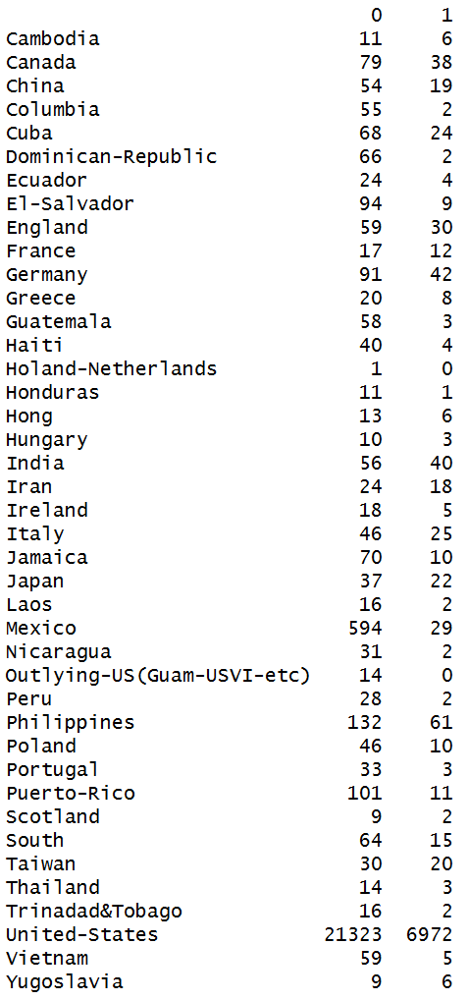 0 1
Cambodia 11 6
Canada 79 38
China 54 19
Columbia 55 2
Cuba 68 24
Dominican-Republic 66 2
Ecuador 24 4
El-Salvador 94 9
England 59 30
France 17 12
Germany 91 42
Greece 20 8
Guatemala 58 3
Haiti 40 4
Holand-Netherlands 1 0
Honduras 11 1
Hong 13 6
Hungary 10 3
India 56 40
Iran 24 18
Ireland 18 5
Italy 46 25
Jamaica 70 10
Japan 37 22
Laos 16 2
Mexico 594 29
Nicaragua 31 2
Outlying-US(Guam-USVI-etc) 14 0
Peru 28 2
Philippines 132 61
Poland 46 10
Portugal 33 3
Puerto-Rico 101 11
Scotland 9 2
South 64 15
Taiwan 30 20
Thailand 14 3
Trinadad&Tobago 16 2
United-States 21323 6972
Vietnam 59 5
Yugoslavia 9 6